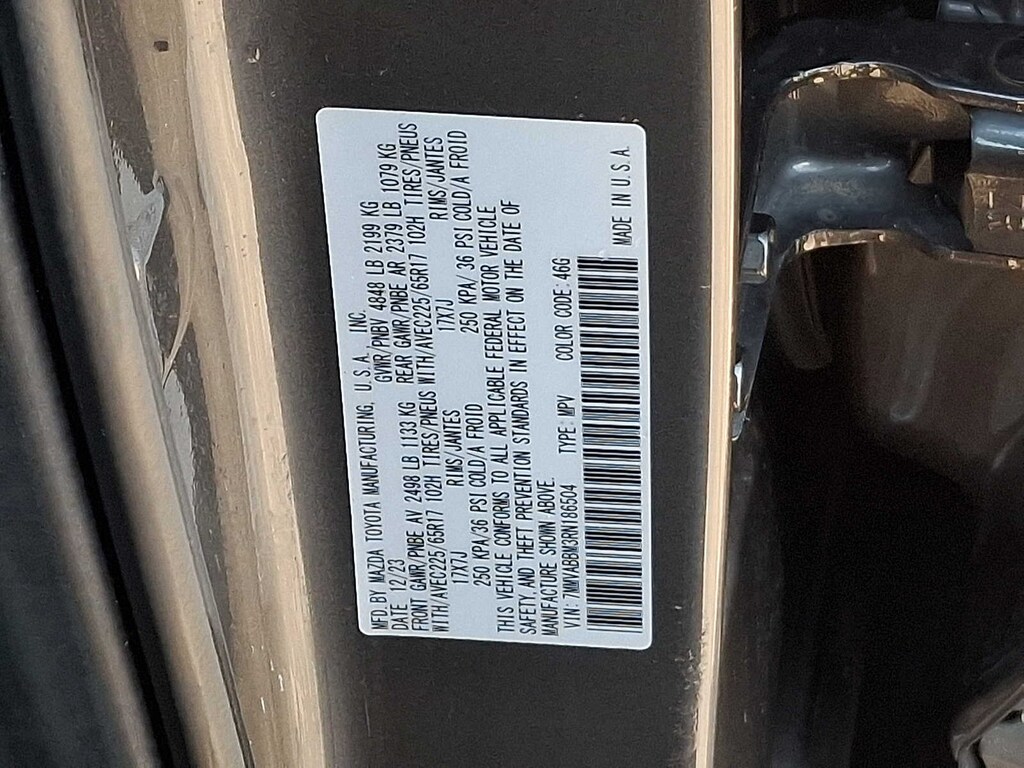 MFD. BY MAZDA TOYOTA MANUFACTURING, U.S.A., INC.
DATE 12/23 GVWR/PNBV 4848 LB 2199 KG
FRONT GAWR/PNBE AV 2498 LB 1133 KG REAR GAWR/PNBE AR 2379 LB 1079 KG
WITH/AVEC225/65R17 102H TIRES/PNEUS WITH/AVEC225/65R17 102H TIRES/PNEUS
17X7J RIMS/JANTES 17X7J RIMS/JANTES
250 KPA/36 PSI COLD/A FROID 250 KPA/36 PSI COLD/A FROID
THIS VEHICLE CONFORMS TO ALL APPLICABLE FEDERAL MOTOR VEHICLE
SAFETY, AND THEFT PREVENTION STANDARDS IN EFFECT ON THE DATE OF
MANUFACTURE SHOWN ABOVE.
VIN: 7MMVABBM3RN186504 TYPE: MPV COLOR CODE: 46G
MADE IN U.S.A.